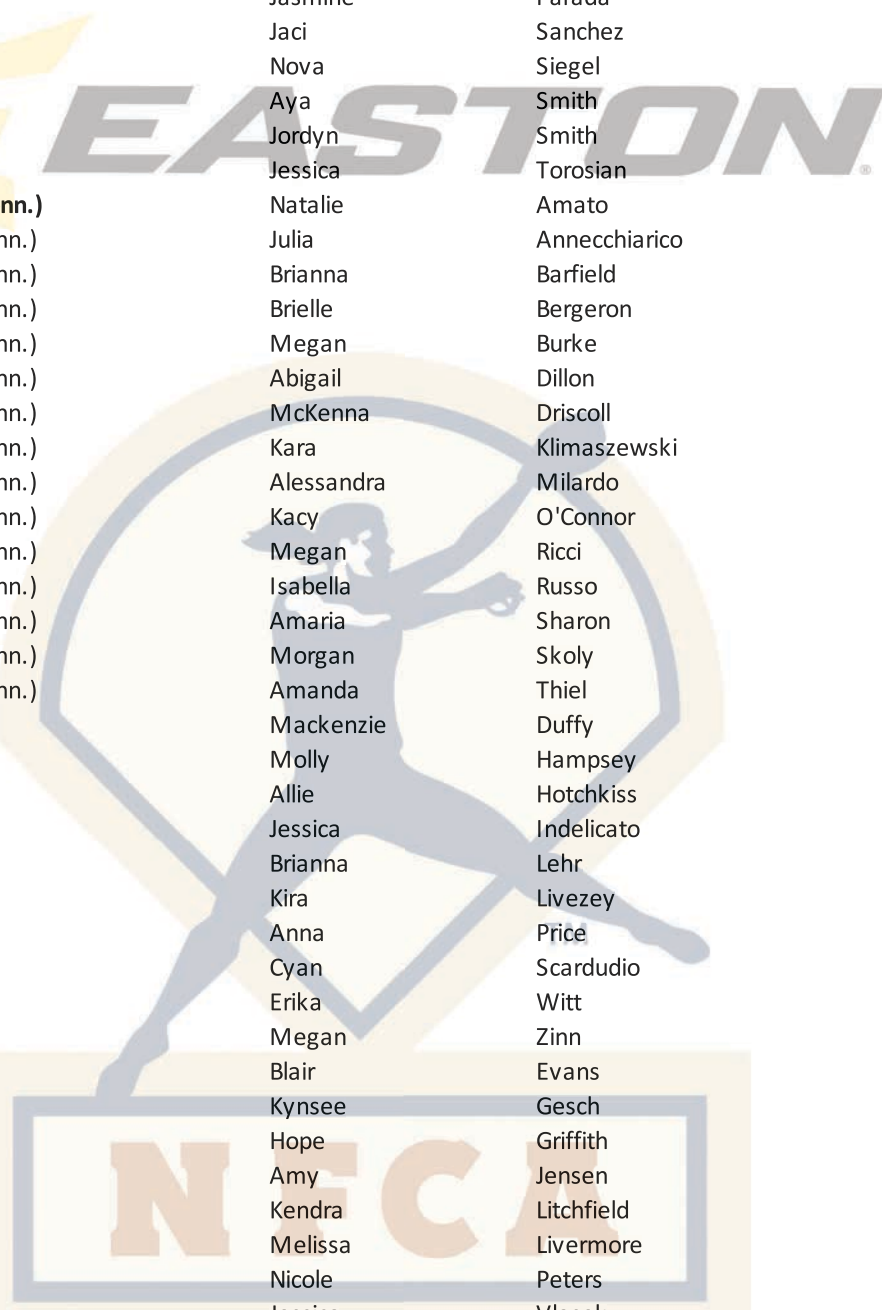 Jasmine Parada
Jaci Sanchez
Nova Siegel
EASTON®
Aya Smith
Jordyn Smith
Jessica Torosian
nn.) Natalie Amato
nn.) Julia Annecchiarico
nn.) Brianna Barfield
nn.) Brielle Bergeron
nn.) Megan Burke
nn.) Abigail Dillon
nn.) McKenna Driscoll
nn.) Kara Klimaszewski
nn.) Alessandra Milardo
nn.) Kacy O'Connor
nn.) Megan Ricci
nn.) Isabella Russo
nn.) Amaria Sharon
nn.) Morgan Skoly
nn.) Amanda Thiel
Mackenzie Duffy
Molly Hampsey
Allie Hotchkiss
Jessica Indelicato
Brianna Lehr
Kira Livezey
Anna Price
TM
Cyan Scardudio
Erika Witt
Megan Zinn
Blair Evans
Kynsee Gesch
Hope Griffith
Amy Jensen
NFCA
Kendra Litchfield
Melissa Livermore
Nicole Peters